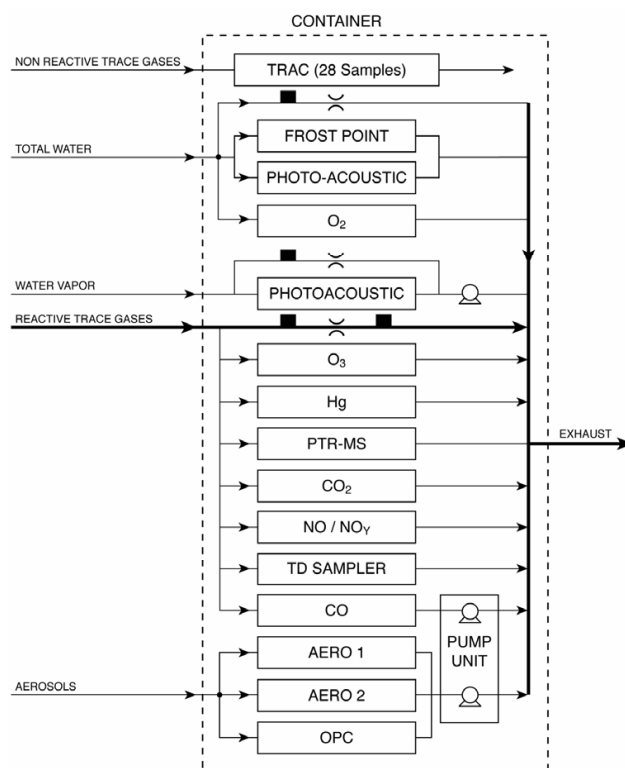 CONTAINER
NON REACTIVE TRACE GASES
TRAC (28 Samples)
FROST POINT
TOTAL WATER
PHOTO-ACOUSTIC
O₂
WATER VAPOR
PHOTOACOUSTIC
REACTIVE TRACE GASES
O₃
Hg
PTR-MS
EXHAUST
CO₂
NO / NOY
TD SAMPLER
CO
PUMP
UNIT
AERO 1
AEROSOLS
AERO 2
OPC